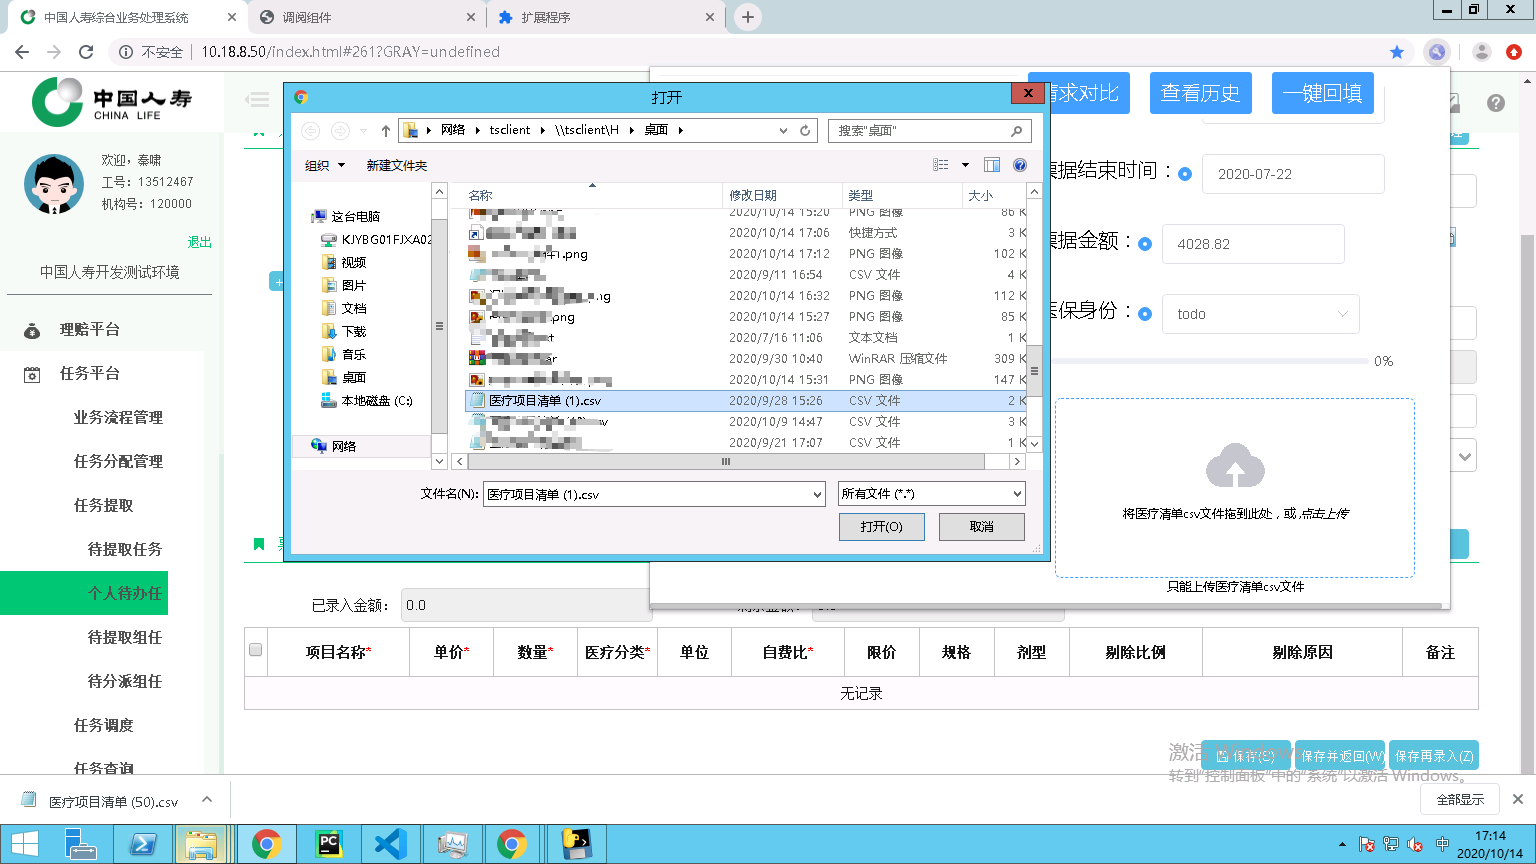 中国人寿综合业务处理系统
调阅组件
扩展程序
不安全
10.18.8.50/index.html#261?GRAY=undefined
中国人寿
CHINA LIFE
欢迎，秦啸
工号：13512467
机构号：120000
退出
中国人寿开发测试环境
理赔平台
任务平台
业务流程管理
任务分配管理
任务提取
待提取任务
个人待办任
待提取组任
待分派组任
任务调度
任务查询
打开
网络
tsclient
\\tsclient\H
桌面
搜索"桌面"
组织
新建文件夹
名称
修改日期
类型
大小
这台电脑
KJYBG01FJXA02
视频
图片
文档
下载
音乐
桌面
本地磁盘 (C:)
网络
2020/10/14 15:20 PNG 图像 86 K
2020/10/14 17:06 快捷方式 3 K
.png 2020/10/14 17:12 PNG 图像 102 K
2020/9/11 16:54 CSV 文件 4 K
.png 2020/10/14 16:32 PNG 图像 112 K
.png 2020/10/14 15:27 PNG 图像 85 K
2020/7/16 11:06 文本文档 1 K
2020/9/30 10:40 WinRAR 压缩文件 309 K
.png 2020/10/14 15:31 PNG 图像 147 K
医疗项目清单 (1).csv 2020/9/28 15:26 CSV 文件 2 K
2020/10/9 14:47 CSV 文件 3 K
2020/9/21 17:07 CSV 文件 1 K
文件名(N):
医疗项目清单 (1).csv
所有文件 (*.*)
打开(O)
取消
请求对比
查看历史
一键回填
票据结束时间：
2020-07-22
票据金额：
4028.82
医保身份：
todo
0%
将医疗清单csv文件拖到此处，或 点击上传
只能上传医疗清单csv文件
已录入金额：
0.0
项目名称*
单价*
数量*
医疗分类*
单位
自费比*
限价
规格
剂型
剔除比例
剔除原因
备注
无记录
保存(S)
保存并返回(W)
保存再录入(Z)
激活 Windows
转到"控制面板"中的"系统"以激活 Windows。
医疗项目清单 (50).csv
全部显示
中
17:14
2020/10/14